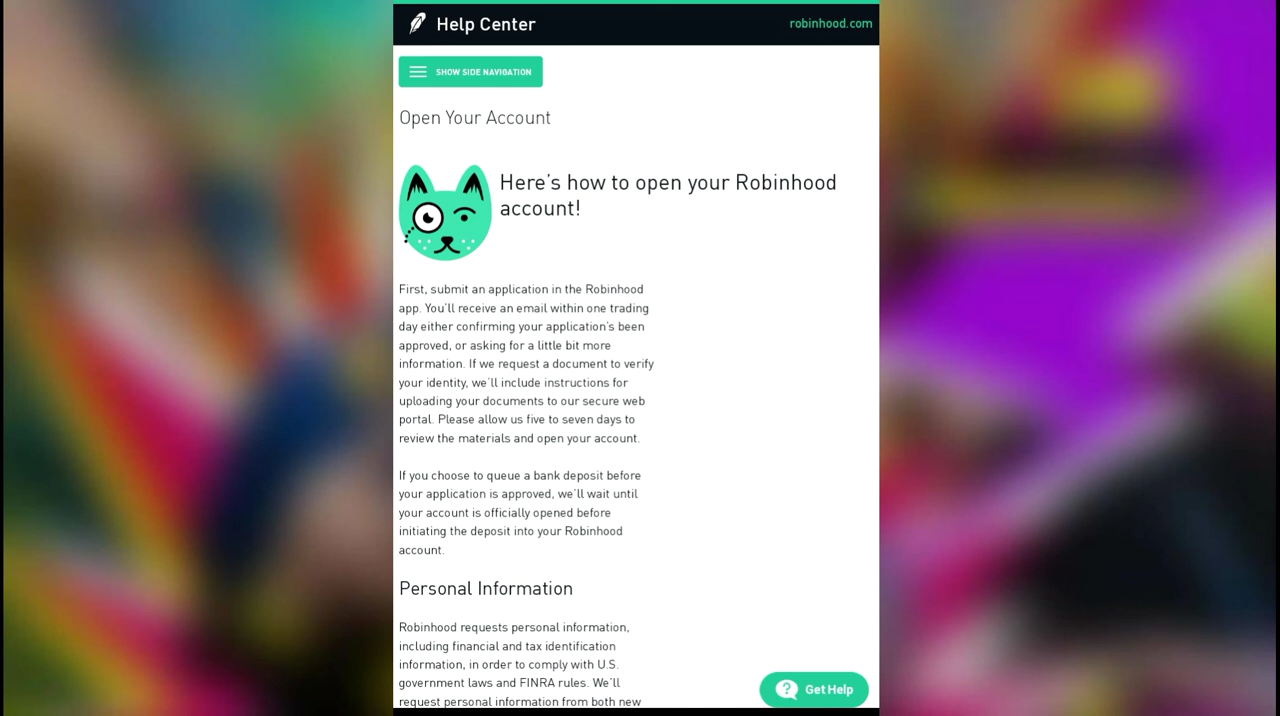 Help Center
robinhood.com
SHOW SIDE NAVIGATION
Open Your Account
Here's how to open your Robinhood
account!
First, submit an application in the Robinhood
app. You'll receive an email within one trading
day either confirming your application's been
approved, or asking for a little bit more
information. If we request a document to verify
your identity, we'll include instructions for
uploading your documents to our secure web
portal. Please allow us five to seven days to
review the materials and open your account.
If you choose to queue a bank deposit before
your application is approved, we'll wait until
your account is officially opened before
initiating the deposit into your Robinhood
account.
Personal Information
Robinhood requests personal information,
including financial and tax identification
information, in order to comply with U.S.
government laws and FINRA rules. We'll
request personal information from both new
Get Help